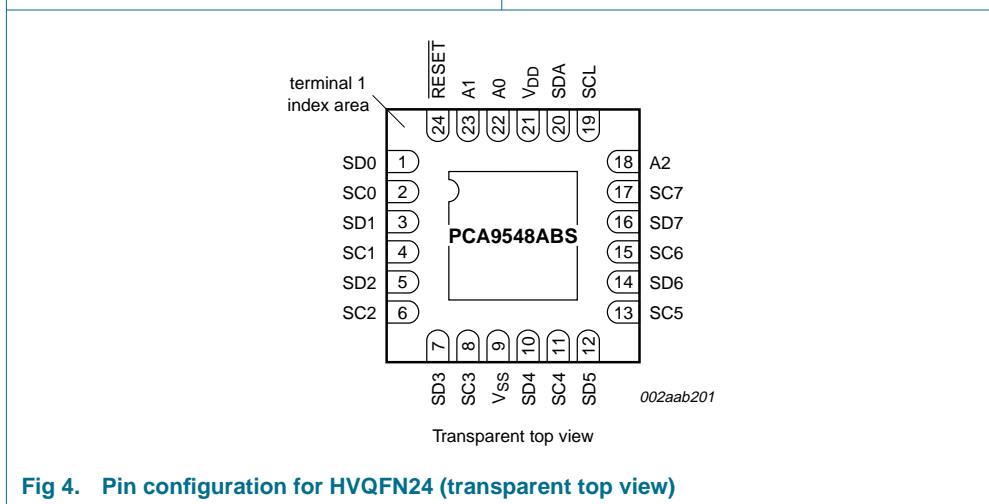 RESET
A1
A0
VDD
SDA
SCL
terminal 1
index area
24
23
22
21
20
19
SD0 1
18 A2
SC0 2
17 SC7
SD1 3
16 SD7
PCA9548ABS
SC1 4
15 SC6
SD2 5
14 SD6
SC2 6
13 SC5
7
8
9
10
11
12
SD3
SC3
VSS
SD4
SC4
SD5
002aab201
Transparent top view
Fig 4. Pin configuration for HVQFN24 (transparent top view)